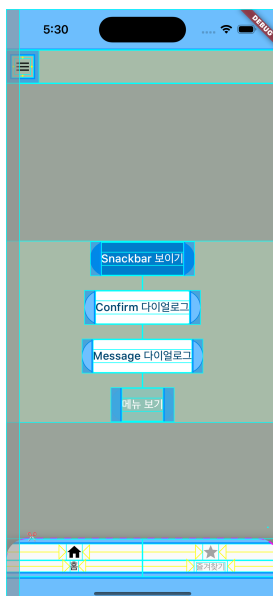 5:30
DEBUG
Snackbar 보이기
Confirm 다이얼로그
Message 다이얼로그
메뉴 보기
홈
즐겨찾기